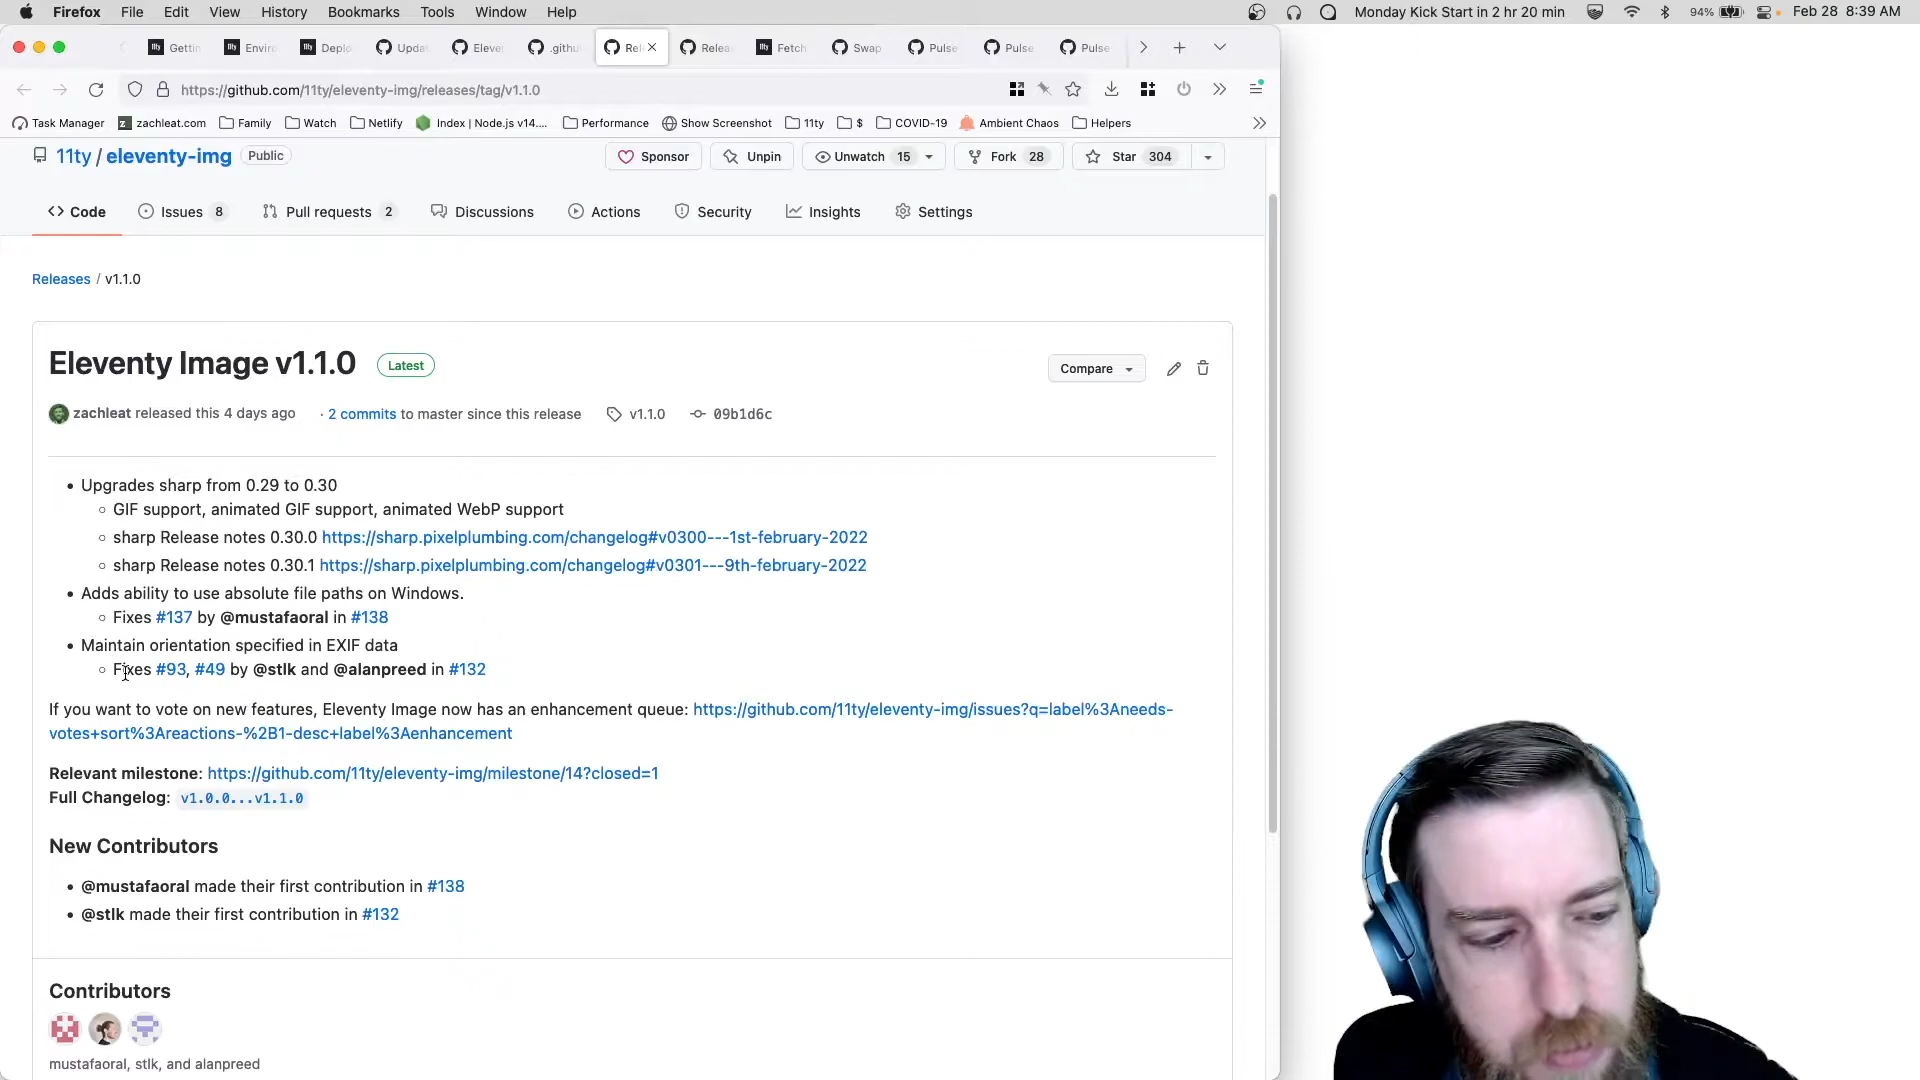 Firefox File Edit View History Bookmarks Tools Window Help Monday Kick Start in 2 hr 20 min 94% Feb 28 8:39 AM
Gettin Enviro Deplo Updat Eleve .githu Rel Relea Fetch Swap Pulse Pulse Pulse
https://github.com/11ty/eleventy-img/releases/tag/v1.1.0
Task Manager zachleat.com Family Watch Netlify Index | Node.js v14.... Performance Show Screenshot 11ty $ COVID-19 Ambient Chaos Helpers
11ty / eleventy-img Public Sponsor Unpin Unwatch 15 Fork 28 Star 304
Code Issues 8 Pull requests 2 Discussions Actions Security Insights Settings
Releases / v1.1.0
Eleventy Image v1.1.0 Latest Compare
zachleat released this 4 days ago · 2 commits to master since this release v1.1.0 09b1d6c
• Upgrades sharp from 0.29 to 0.30
◦ GIF support, animated GIF support, animated WebP support
◦ sharp Release notes 0.30.0 https://sharp.pixelplumbing.com/changelog#v0300---1st-february-2022
◦ sharp Release notes 0.30.1 https://sharp.pixelplumbing.com/changelog#v0301---9th-february-2022
• Adds ability to use absolute file paths on Windows.
◦ Fixes #137 by @mustafaoral in #138
• Maintain orientation specified in EXIF data
◦ Fixes #93, #49 by @stlk and @alanpreed in #132
If you want to vote on new features, Eleventy Image now has an enhancement queue: https://github.com/11ty/eleventy-img/issues?q=label%3Aneeds-
votes+sort%3Areactions-%2B1-desc+label%3Aenhancement
Relevant milestone: https://github.com/11ty/eleventy-img/milestone/14?closed=1
Full Changelog: v1.0.0...v1.1.0
New Contributors
• @mustafaoral made their first contribution in #138
• @stlk made their first contribution in #132
Contributors
mustafaoral, stlk, and alanpreed